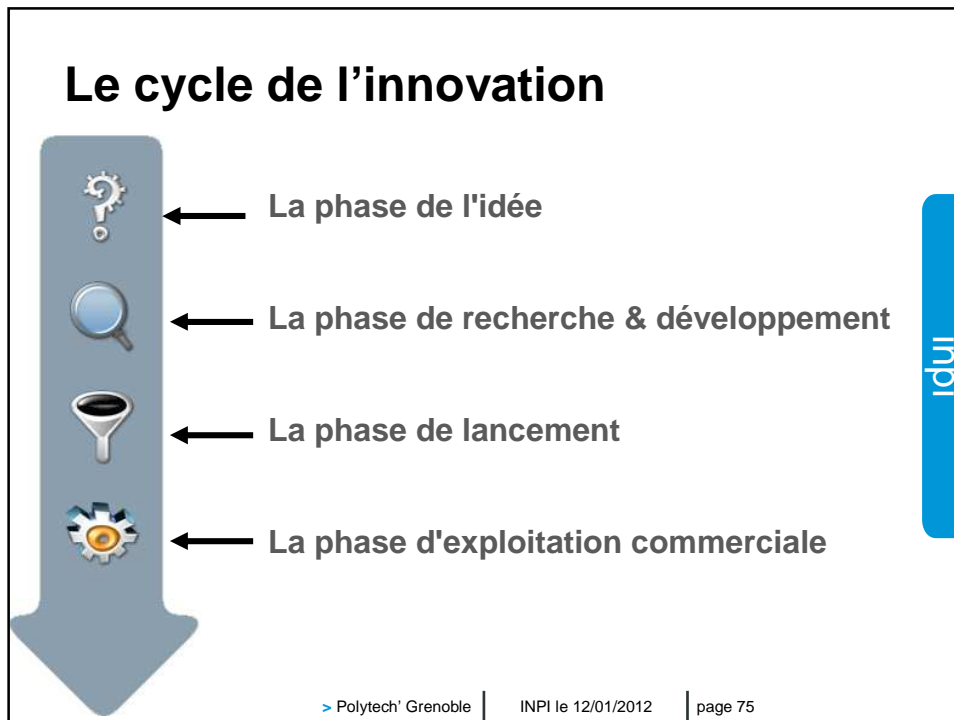 Le cycle de l’innovation
La phase de l'idée
La phase de recherche & développement
inpi
La phase de lancement
La phase d'exploitation commerciale
> Polytech’ Grenoble | INPI le 12/01/2012 | page 75